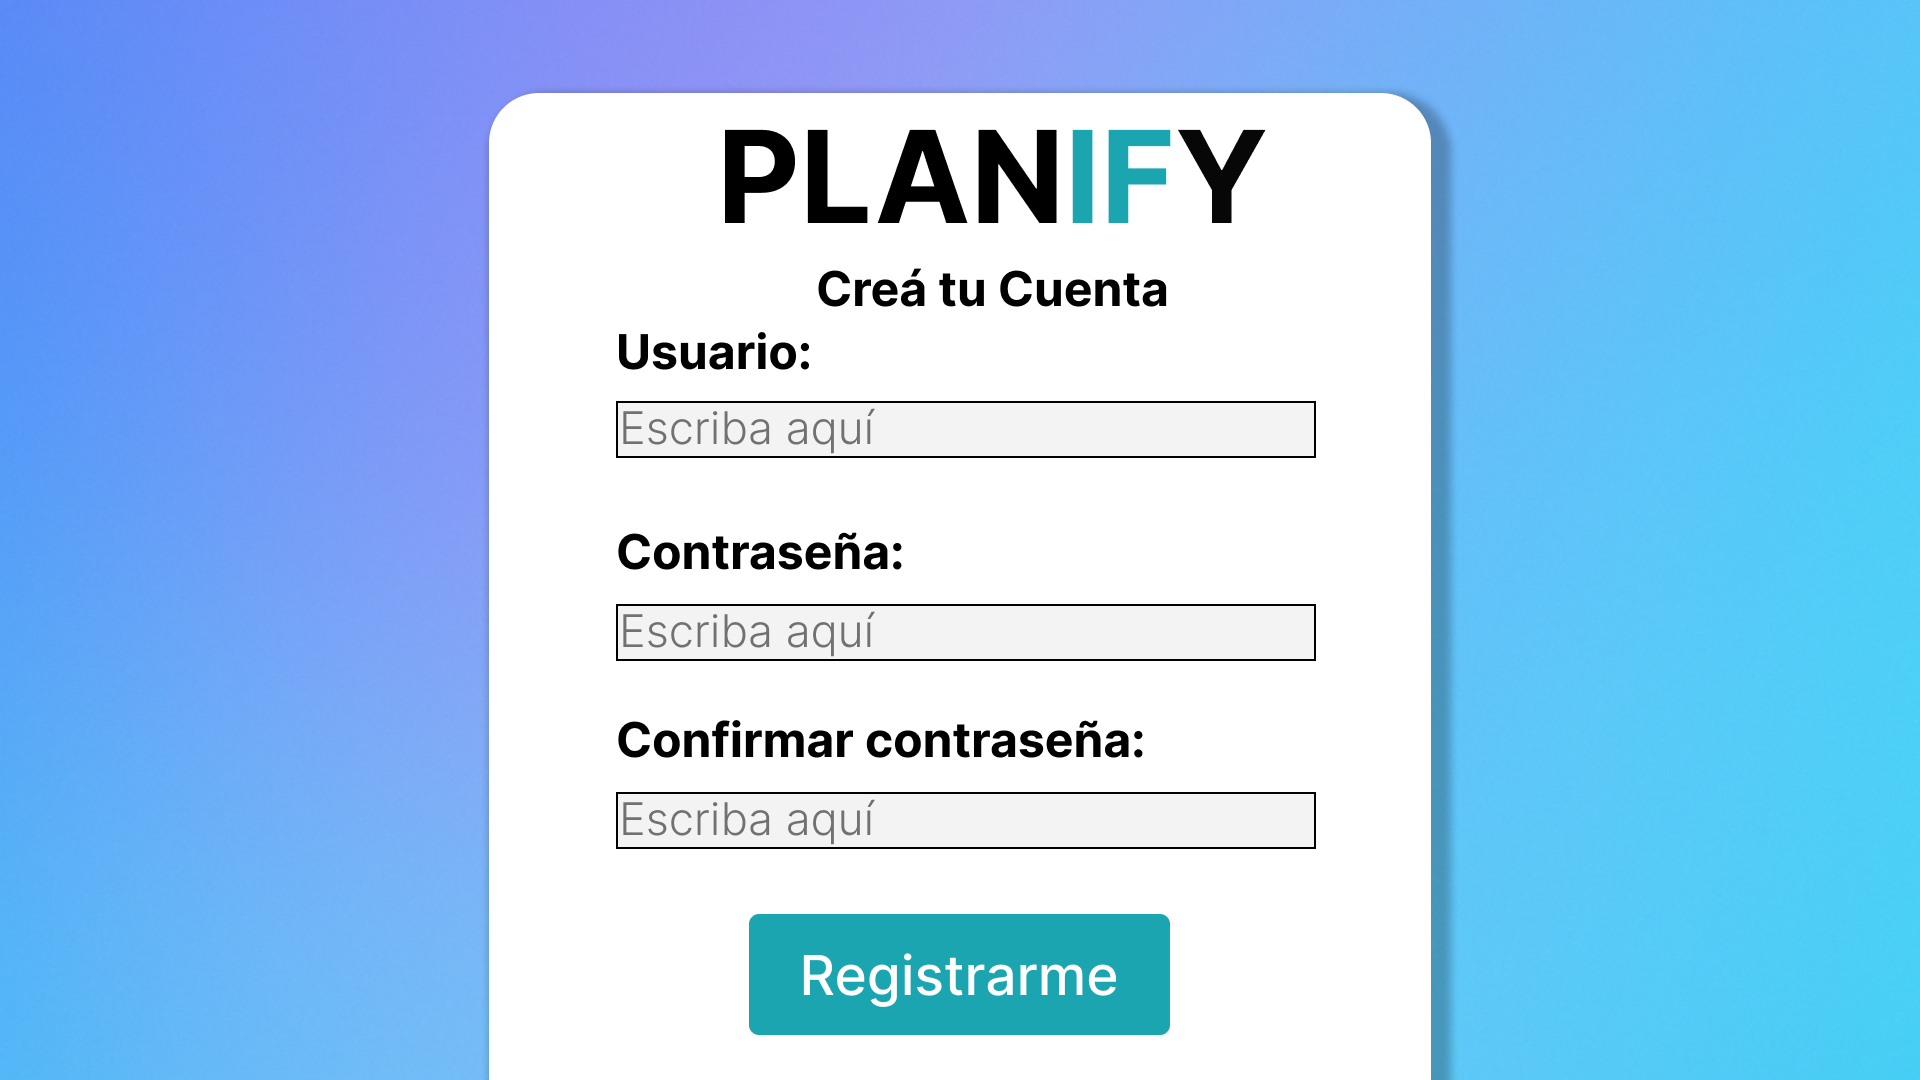 PLANIFY
Creá tu Cuenta
Usuario:
Escriba aquí
Contraseña:
Escriba aquí
Confirmar contraseña:
Escriba aquí
Registrarme